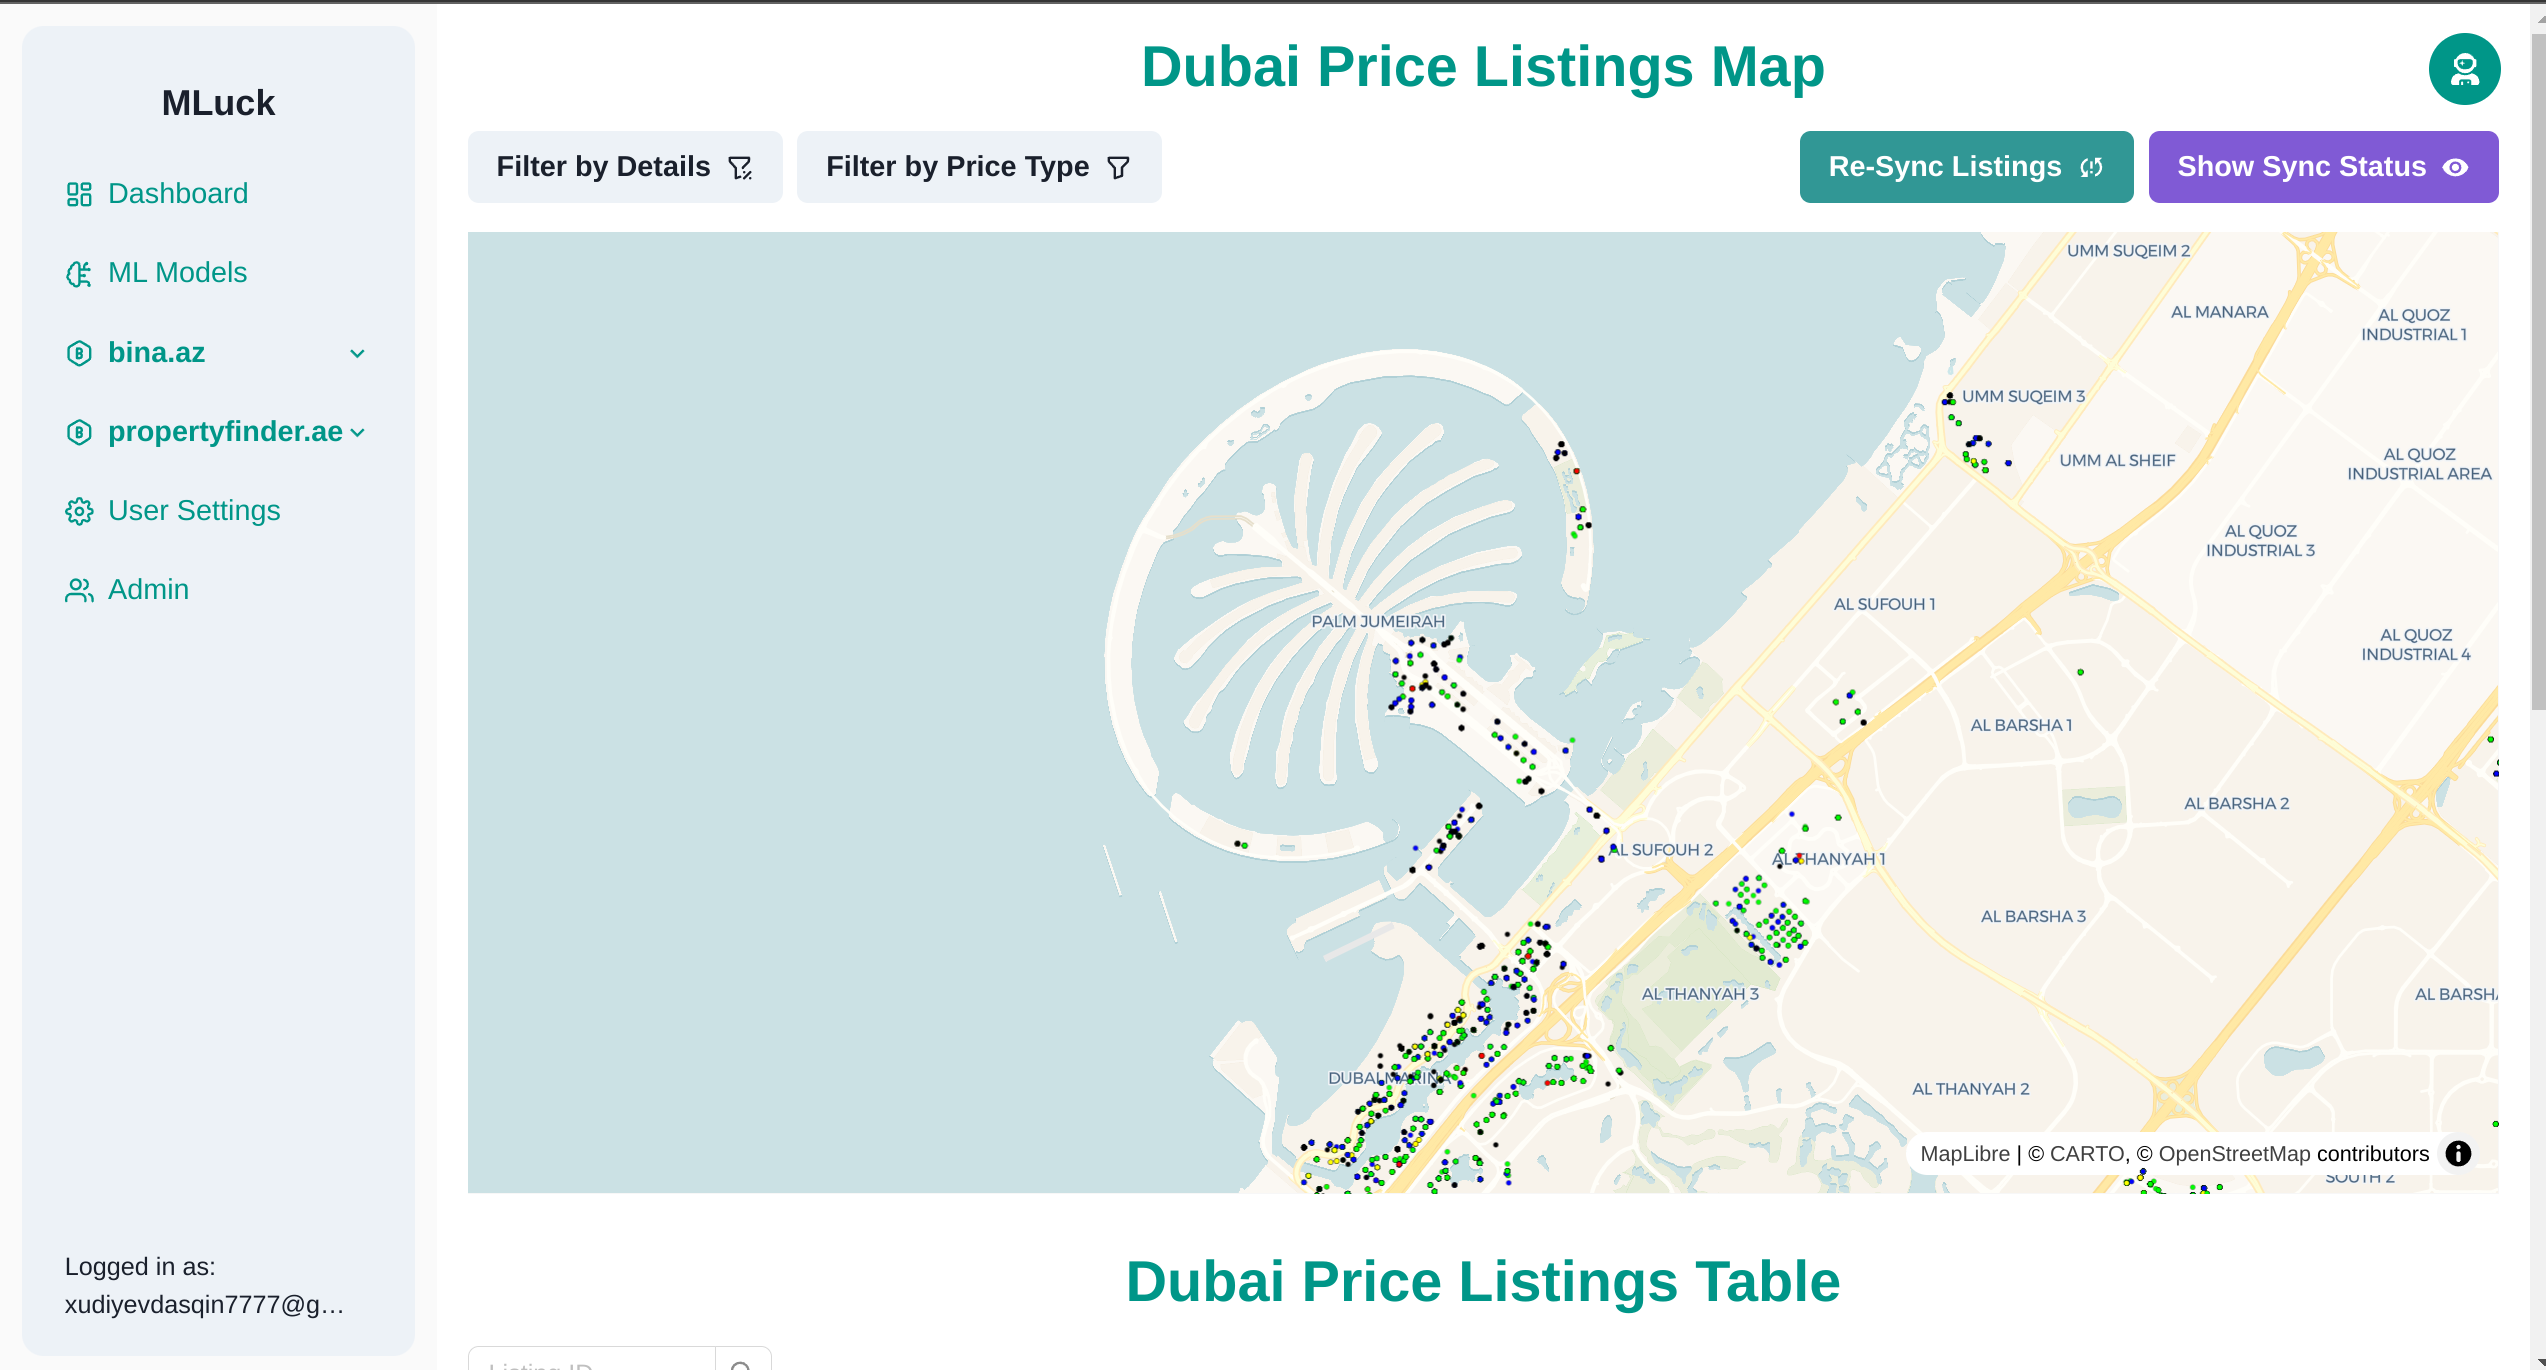 MLuck
Dashboard
ML Models
bina.az
propertyfinder.ae
User Settings
Admin
Logged in as:
xudiyevdasqin7777@g...
Dubai Price Listings Map
Filter by Details
Filter by Price Type
Re-Sync Listings
Show Sync Status
UMM SUQEIM 2
AL MANARA
AL QUOZ
INDUSTRIAL 1
UMM SUQEIM 3
UMM AL SHEIF
AL QUOZ
INDUSTRIAL AREA
AL QUOZ
INDUSTRIAL 3
AL SUFOUH 1
PALM JUMEIRAH
AL QUOZ
INDUSTRIAL 4
AL BARSHA 1
AL BARSHA 2
AL SUFOUH 2
AL THANYAH 1
AL BARSHA 3
AL THANYAH 3
AL BARSHA
DUBAI MARINA
AL THANYAH 2
MapLibre | © CARTO, © OpenStreetMap contributors
SOUTH 2
Dubai Price Listings Table
Listing ID